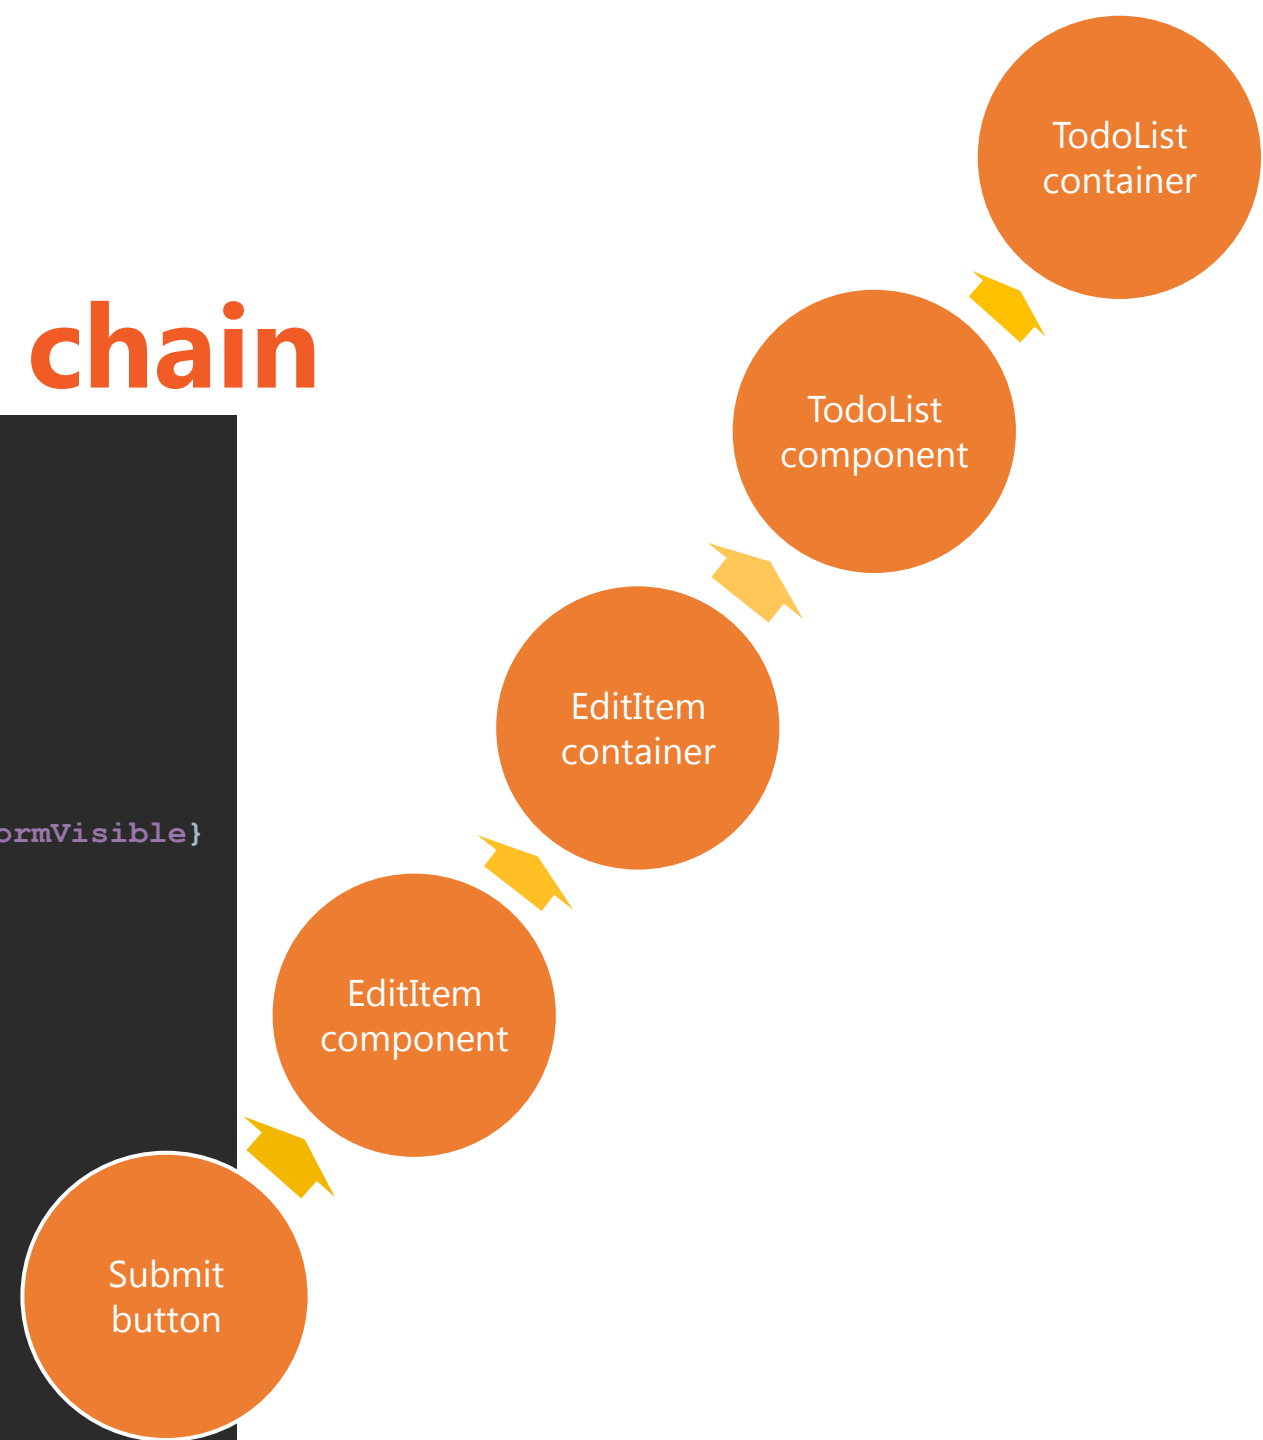 chain
TodoList
container
TodoList
component
EditItem
container
ormVisible}
EditItem
component
Submit
button